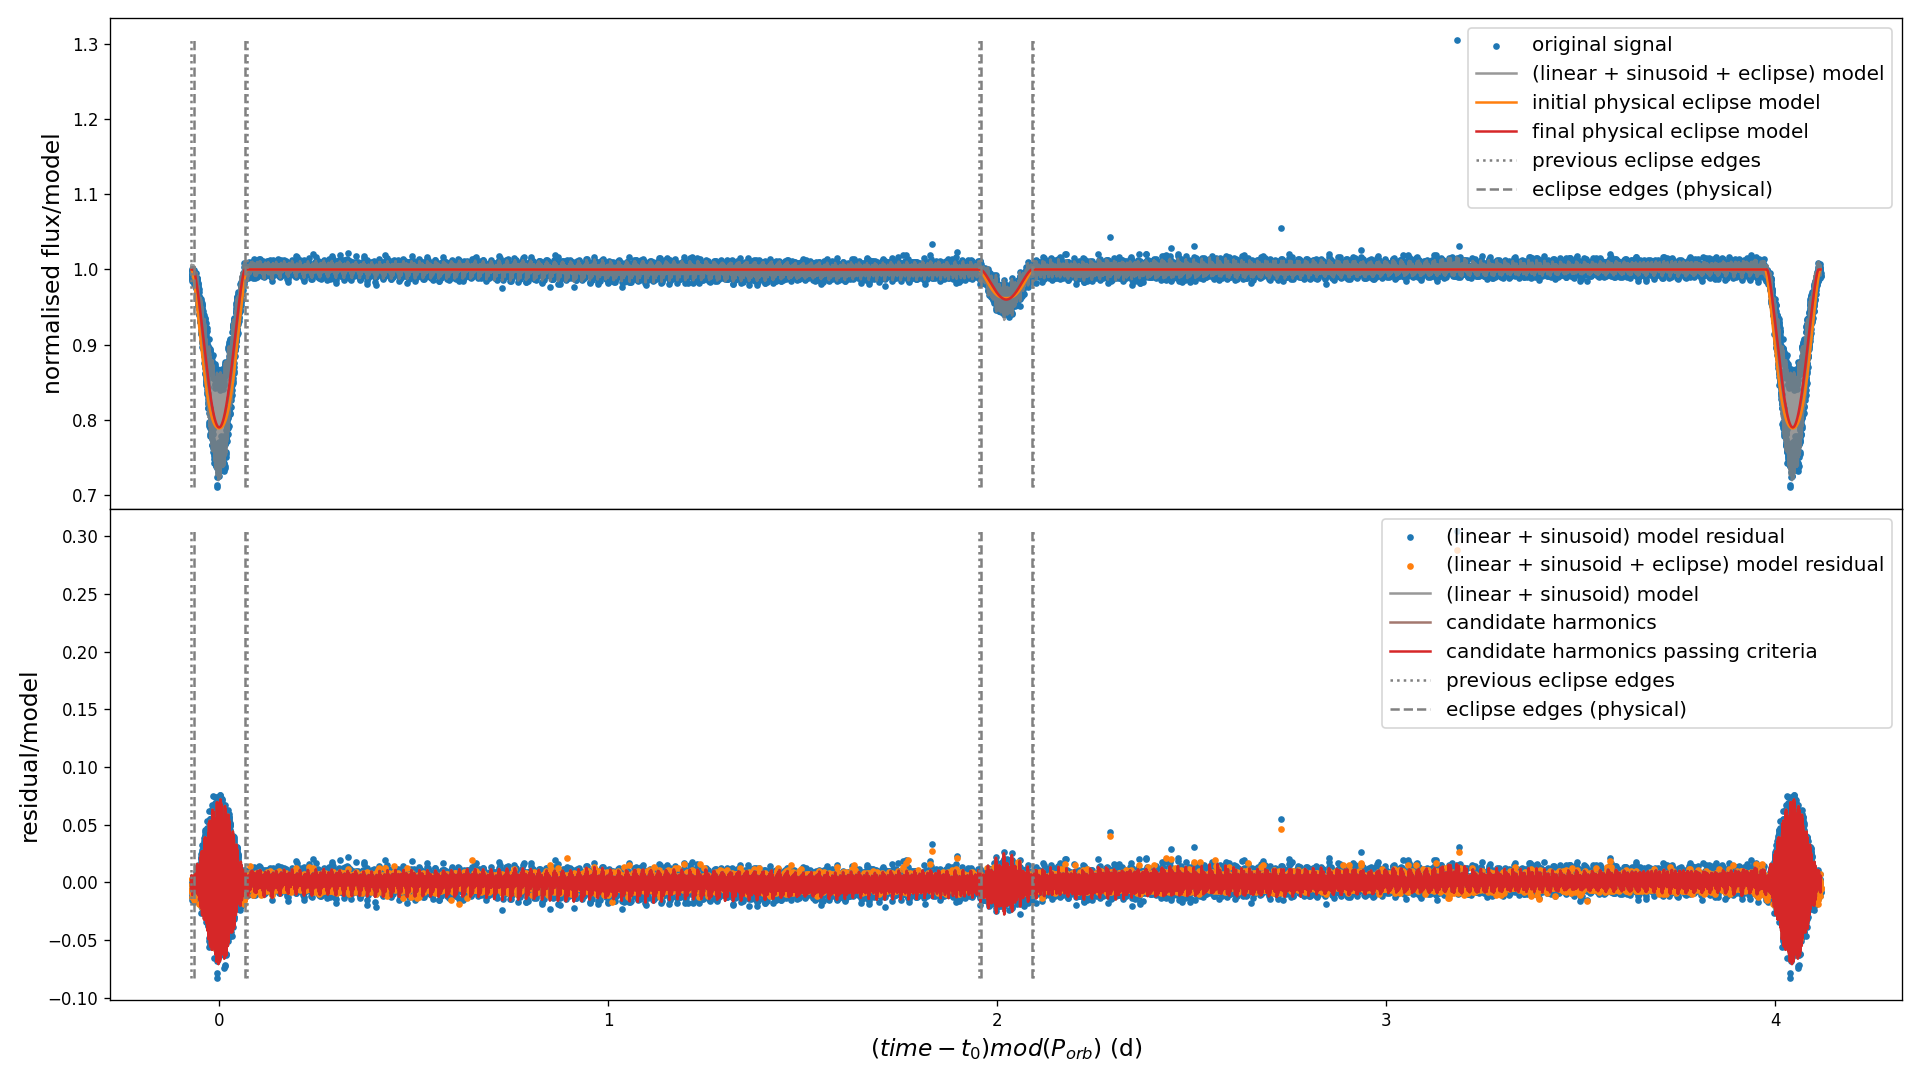 normalised flux/model
1.3
1.2
1.1
1.0
0.9
0.8
0.7
original signal
(linear + sinusoid + eclipse) model
initial physical eclipse model
final physical eclipse model
previous eclipse edges
eclipse edges (physical)
residual/model
0.30
0.25
0.20
0.15
0.10
0.05
0.00
−0.05
−0.10
(linear + sinusoid) model residual
(linear + sinusoid + eclipse) model residual
(linear + sinusoid) model
candidate harmonics
candidate harmonics passing criteria
previous eclipse edges
eclipse edges (physical)
0 1 2 3 4
(time − t₀)mod(P_orb) (d)